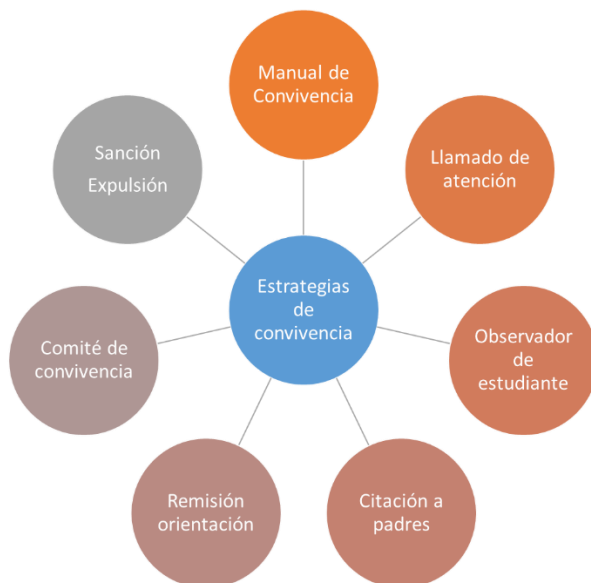 Manual de
Convivencia
Llamado de
atención
Observador
de
estudiante
Citación a
padres
Remisión
orientación
Comité de
convivencia
Sanción
Expulsión
Estrategias
de
convivencia